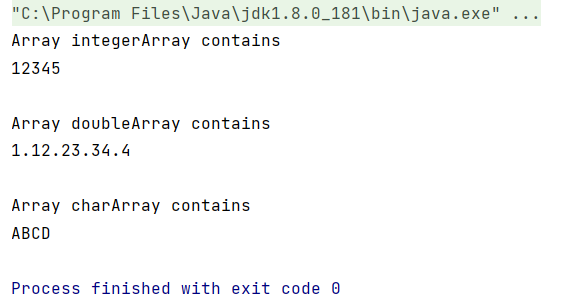 "C:\Program Files\Java\jdk1.8.0_181\bin\java.exe" ...
Array integerArray contains
12345
Array doubleArray contains
1.12.23.34.4
Array charArray contains
ABCD
Process finished with exit code 0